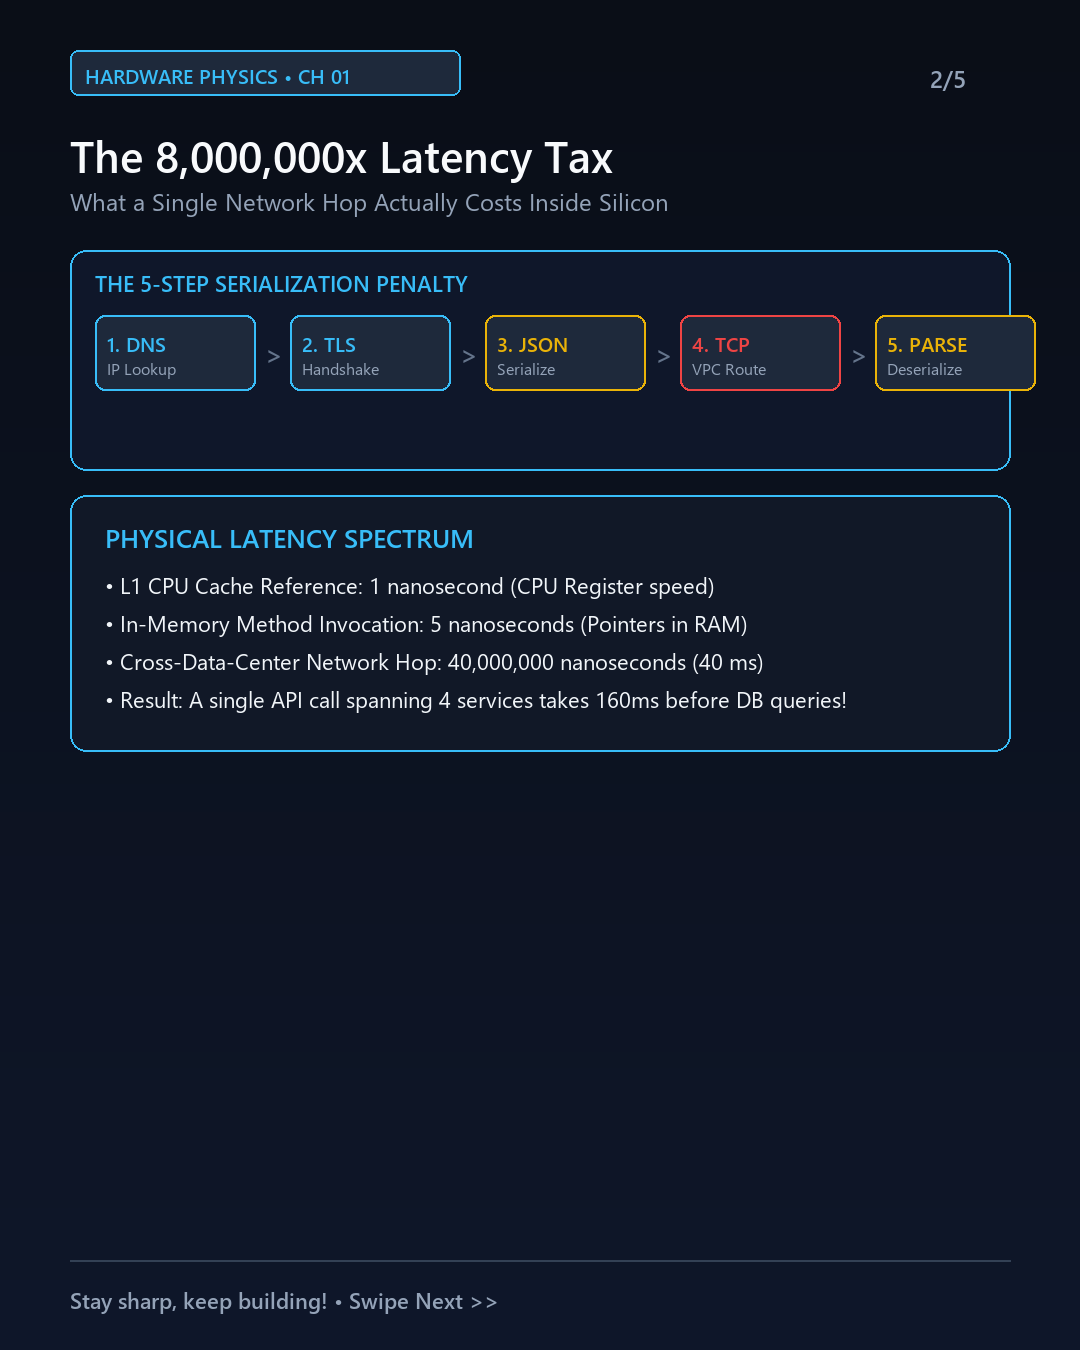 HARDWARE PHYSICS • CH 01
2/5
The 8,000,000x Latency Tax
What a Single Network Hop Actually Costs Inside Silicon
THE 5-STEP SERIALIZATION PENALTY
1. DNS
IP Lookup
>
2. TLS
Handshake
>
3. JSON
Serialize
>
4. TCP
VPC Route
>
5. PARSE
Deserialize
PHYSICAL LATENCY SPECTRUM
• L1 CPU Cache Reference: 1 nanosecond (CPU Register speed)
• In-Memory Method Invocation: 5 nanoseconds (Pointers in RAM)
• Cross-Data-Center Network Hop: 40,000,000 nanoseconds (40 ms)
• Result: A single API call spanning 4 services takes 160ms before DB queries!
Stay sharp, keep building! • Swipe Next >>